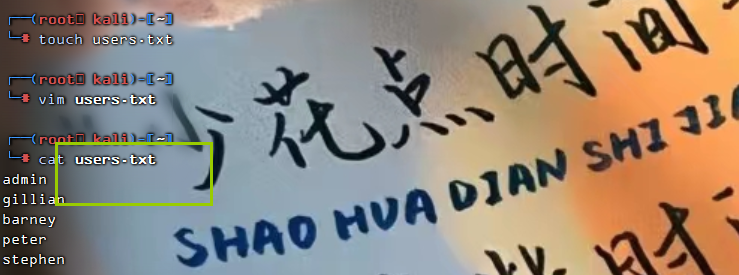 ┌──(root㉿ kali)-[~]
└─# touch users.txt
┌──(root㉿ kali)-[~]
└─# vim users.txt
┌──(root㉿ kali)-[~]
└─# cat users.txt
admin
gillian
barney
peter
stephen
少花点时间
SHAO HUA DIAN SHI JIA
时